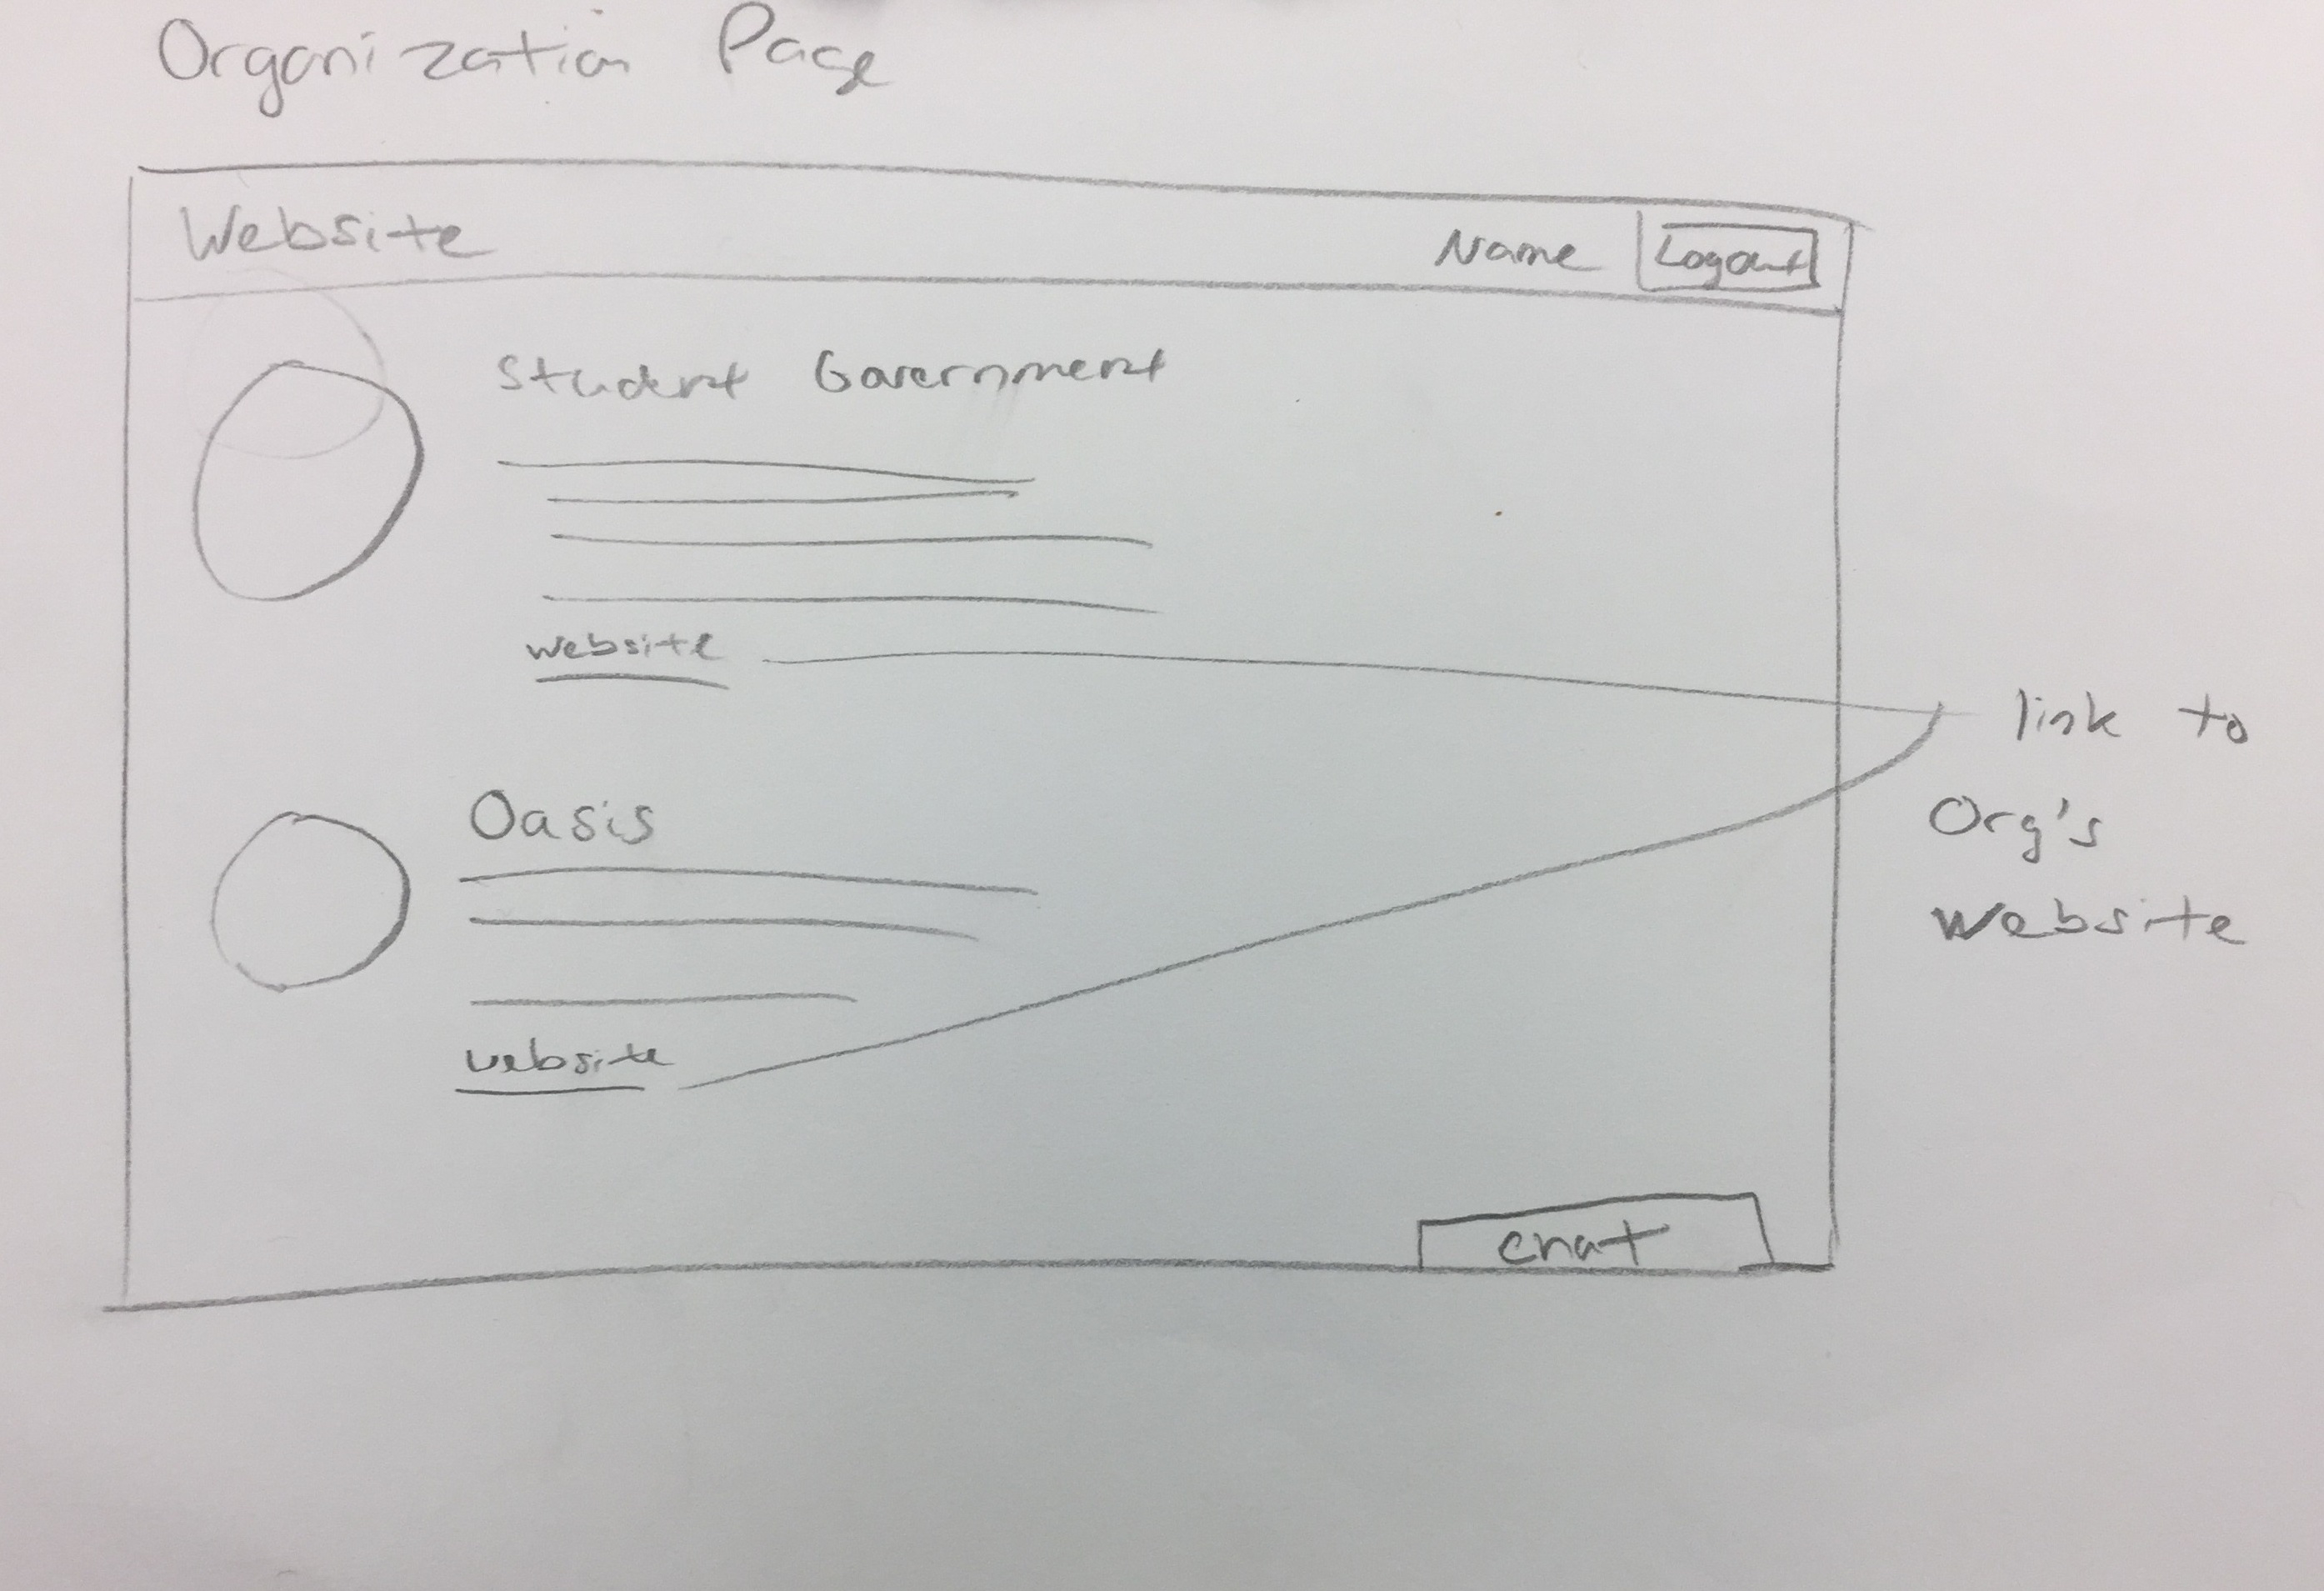 Organization Page
Website
Name
Logout
Student Government
website
link to
Org's
website
Oasis
website
chat